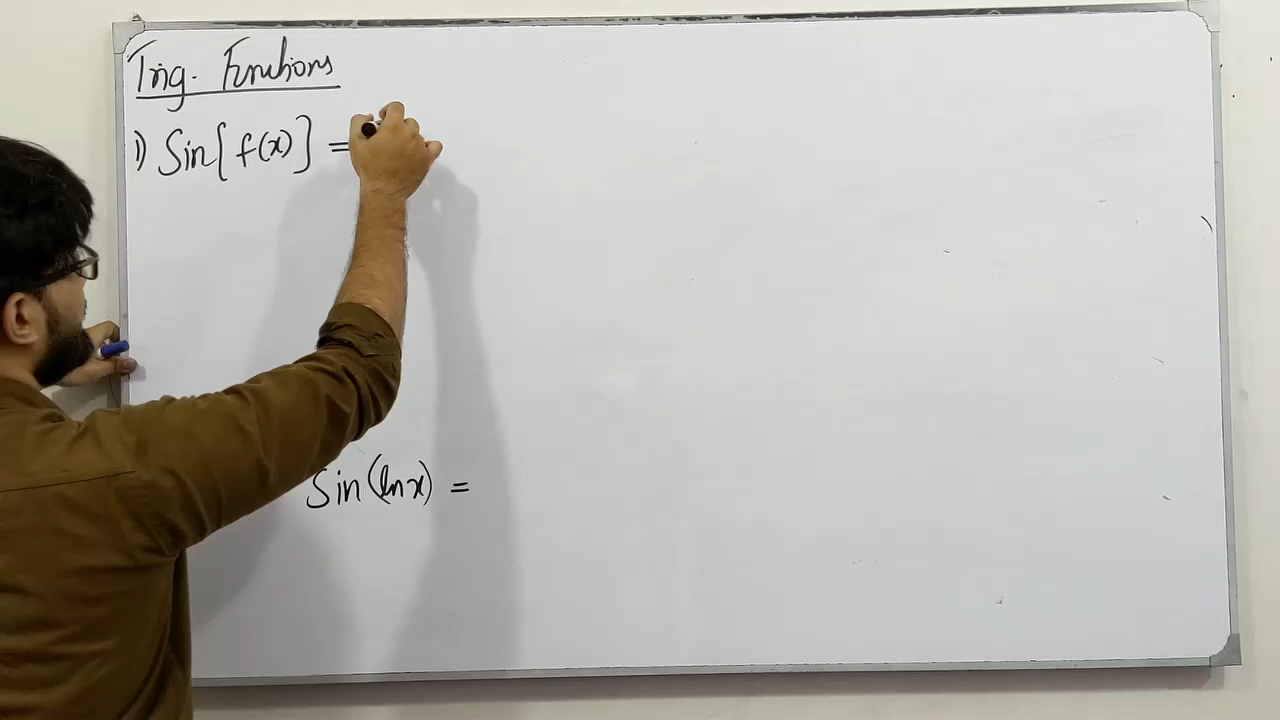 Trig. Functions
1) Sin[f(x)] =
Sin(lnx) =